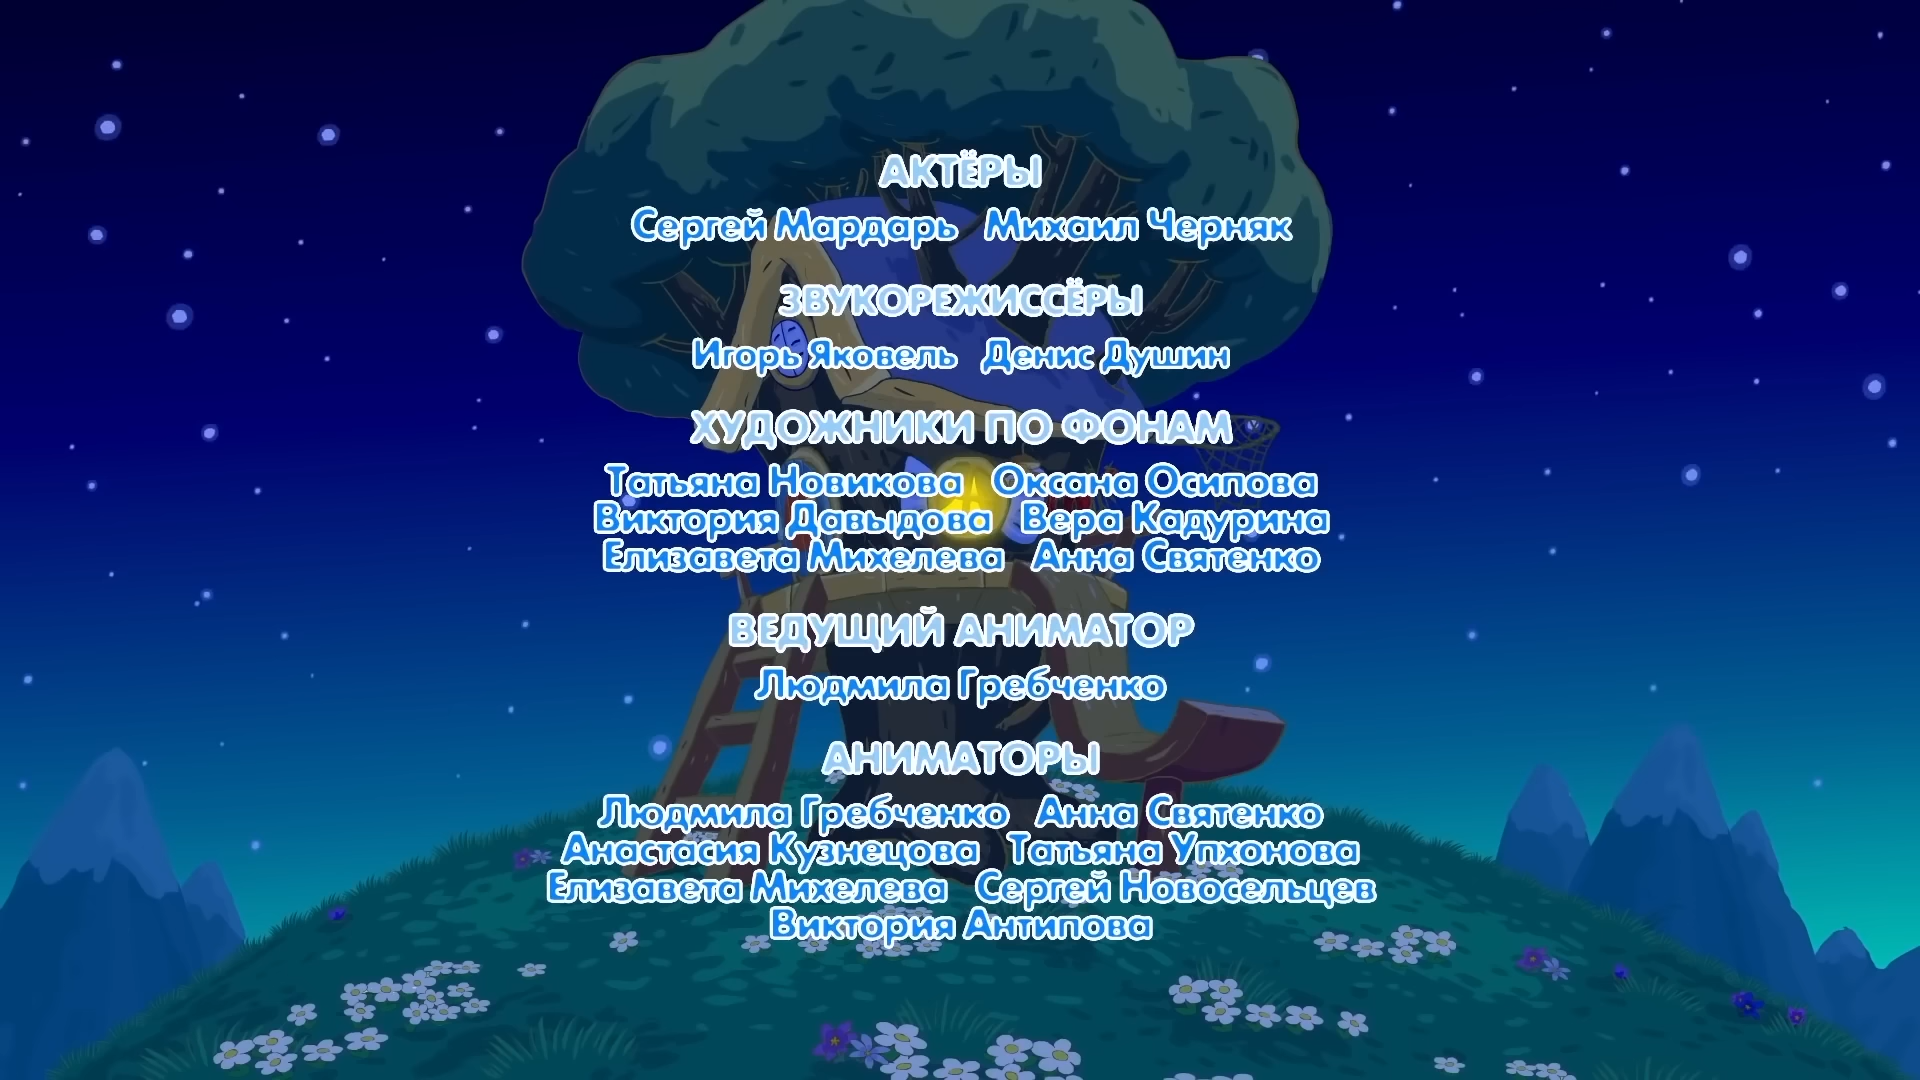 АКТЁРЫ
Сергей Мардарь Михаил Черняк
ЗВУКОРЕЖИССЁРЫ
Игорь Яковель Денис Душин
ХУДОЖНИКИ ПО ФОНАМ
Татьяна Новикова Оксана Осипова
Виктория Давыдова Вера Кадурина
Елизавета Михелева Анна Святенко
ВЕДУЩИЙ АНИМАТОР
Людмила Гребченко
АНИМАТОРЫ
Людмила Гребченко Анна Святенко
Анастасия Кузнецова Татьяна Упхонова
Елизавета Михелева Сергей Новосельцев
Виктория Антипова